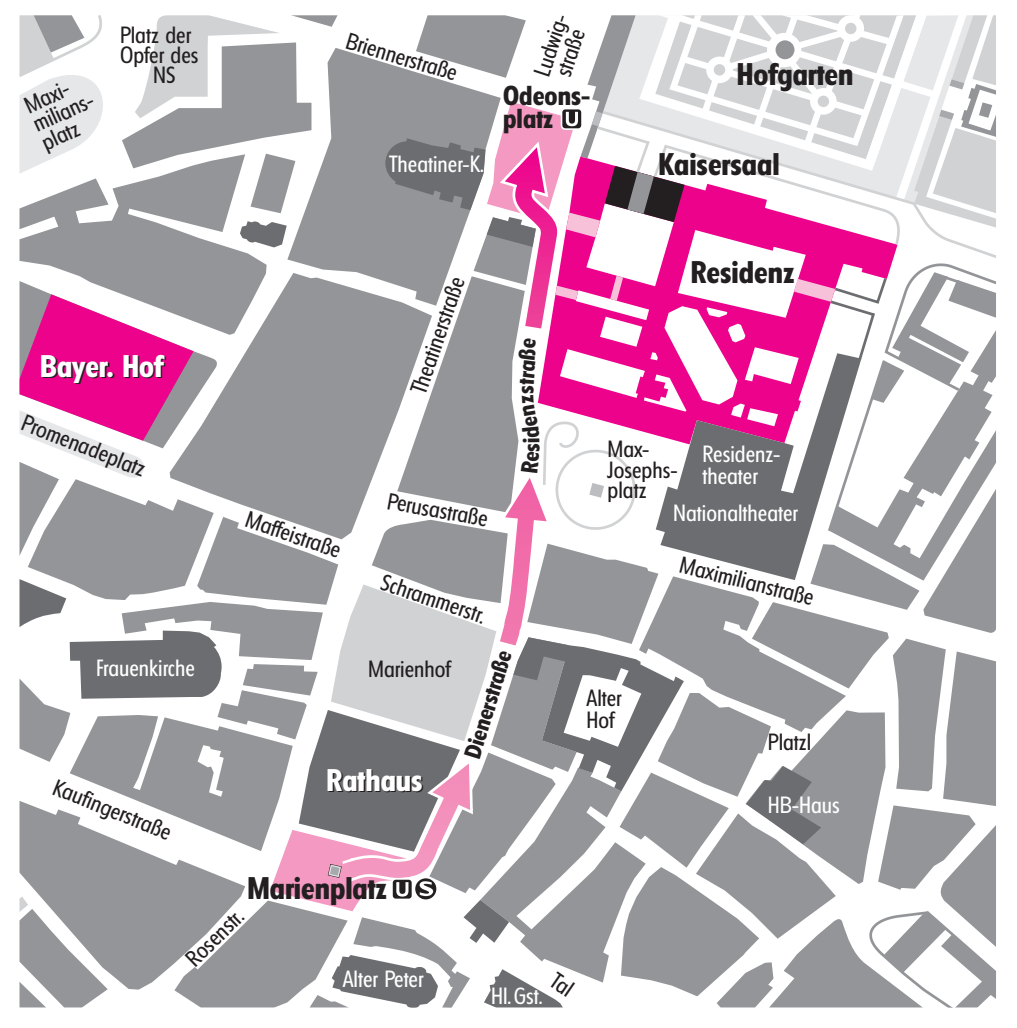 Platz der
Opfer des
NS
Briennerstraße
Ludwig-
straße
Hofgarten
Maxi-
milians-
platz
Odeons-
platz U
Theatiner-K.
Kaisersaal
Residenz
Theatinerstraße
Bayer. Hof
Residenzstraße
Promenadeplatz
Max-
Josephs-
platz
Residenz-
theater
Nationaltheater
Perusastraße
Maffeistraße
Maximilianstraße
Schrammerstr.
Frauenkirche
Marienhof
Dienerstraße
Alter
Hof
Platzl
Rathaus
HB-Haus
Kaufingerstraße
Marienplatz U S
Rosenstr.
Alter Peter
Hl. Gst.
Tal